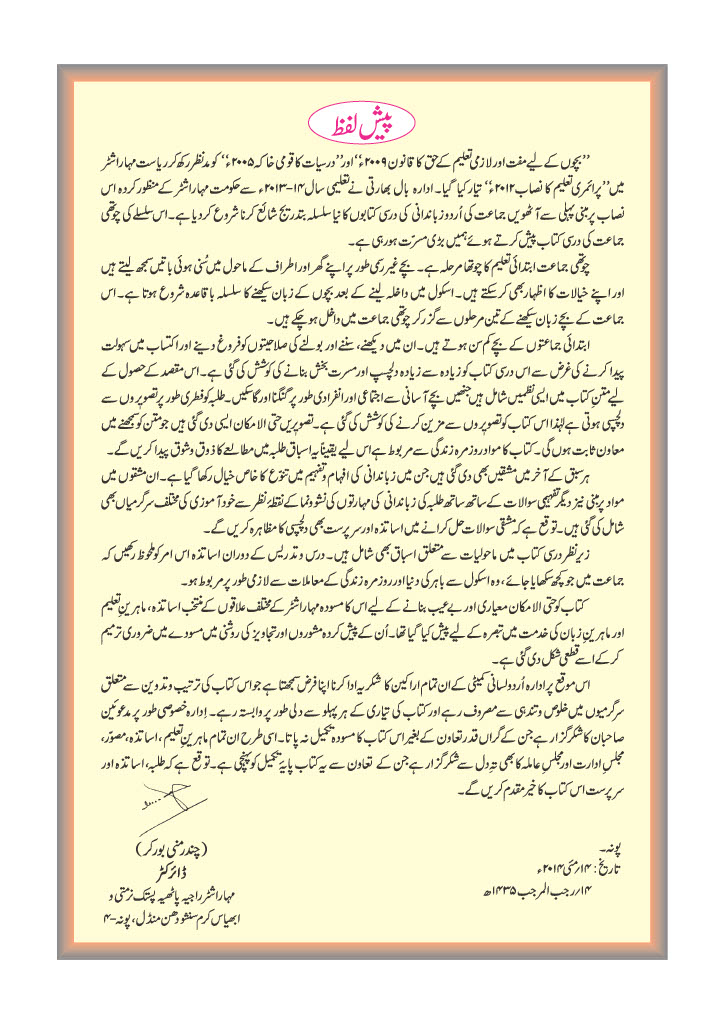 پیش لفظ
”بچوں کے لیے مفت اور لازمی تعلیم کے حق کا قانون ۲۰۰۹ء“ اور ”درسیات کا قومی خاکہ ۲۰۰۵ء“ کو مدنظر رکھ کر ریاست مہاراشٹر
میں ”پرائمری تعلیم کا نصاب ۲۰۱۲ء“ تیار کیا گیا۔ ادارہ بال بھارتی نے تعلیمی سال ۱۴-۲۰۱۳ء سے حکومت مہاراشٹر کے منظور کردہ اس
نصاب پر مبنی پہلی سے آٹھویں جماعت کی اُردو زباندانی کی درسی کتابوں کا نیا سلسلہ بتدریج شائع کرنا شروع کر دیا ہے۔ اس سلسلے کی چوتھی
جماعت کی درسی کتاب پیش کرتے ہوئے ہمیں بڑی مسرّت ہو رہی ہے۔
چوتھی جماعت ابتدائی تعلیم کا چوتھا مرحلہ ہے۔ بچے غیر رسمی طور پر اپنے گھر اور اطراف کے ماحول میں سُنی ہوئی باتیں سمجھ لیتے ہیں
اور اپنے خیالات کا اظہار بھی کر سکتے ہیں۔ اسکول میں داخلہ لینے کے بعد بچوں کے زبان سیکھنے کا سلسلہ باقاعدہ شروع ہوتا ہے۔ اس
جماعت کے بچے زبان سیکھنے کے تین مرحلوں سے گزر کر چوتھی جماعت میں داخل ہو چکے ہیں۔
ابتدائی جماعتوں کے بچے کم سن ہوتے ہیں۔ ان میں دیکھنے، سننے اور بولنے کی صلاحیتوں کو فروغ دینے اور اکتساب میں سہولت
پیدا کرنے کی غرض سے اس درسی کتاب کو زیادہ سے زیادہ دلچسپ اور مسرت بخش بنانے کی کوشش کی گئی ہے۔ اس مقصد کے حصول کے
لیے متنِ کتاب میں ایسی نظمیں شامل ہیں جنھیں بچے آسانی سے اجتماعی اور انفرادی طور پر گنگنا اور گا سکیں۔ طلبہ کو فطری طور پر تصویروں سے
دلچسپی ہوتی ہے لہٰذا اس کتاب کو تصویروں سے مزین کرنے کی کوشش کی گئی ہے۔ تصویریں حتی الامکان ایسی دی گئی ہیں جو متن کو سمجھنے میں
معاون ثابت ہوں گی۔ کتاب کا مواد روزمرہ زندگی سے مربوط ہے اس لیے یقیناً یہ اسباق طلبہ میں مطالعے کا ذوق و شوق پیدا کریں گے۔
ہر سبق کے آخر میں مشقیں بھی دی گئی ہیں جن میں زباندانی کی افہام و تفہیم میں تنوّع کا خاص خیال رکھا گیا ہے۔ ان مشقوں میں
مواد پر مبنی نیز دیگر تفہیمی سوالات کے ساتھ ساتھ طلبہ کی زباندانی کی مہارتوں کی نشوونما کے نقطۂ نظر سے خود آموزی کی مختلف سرگرمیاں بھی
شامل کی گئی ہیں۔ توقع ہے کہ مشقی سوالات حل کرانے میں اساتذہ اور سرپرست بھی دلچسپی کا مظاہرہ کریں گے۔
زیرِ نظر درسی کتاب میں ماحولیات سے متعلق اسباق بھی شامل ہیں۔ درس و تدریس کے دوران اساتذہ اس امر کو ملحوظ رکھیں کہ
جماعت میں جو کچھ سکھایا جائے، وہ اسکول سے باہر کی دنیا اور روزمرہ زندگی کے معاملات سے لازمی طور پر مربوط ہو۔
کتاب کو حتی الامکان معیاری اور بے عیب بنانے کے لیے اس کا مسودہ مہاراشٹر کے مختلف علاقوں کے منتخب اساتذہ، ماہرینِ تعلیم
اور ماہرینِ زبان کی خدمت میں تبصرہ کے لیے پیش کیا گیا تھا۔ اُن کے پیش کردہ مشوروں اور تجاویز کی روشنی میں مسودے میں ضروری ترمیم
کر کے اسے قطعی شکل دی گئی ہے۔
اس موقع پر ادارہ اُردو لسانی کمیٹی کے ان تمام اراکین کا شکریہ ادا کرنا اپنا فرض سمجھتا ہے جو اس کتاب کی ترتیب و تدوین سے متعلق
سرگرمیوں میں خلوص و تندہی سے مصروف رہے اور کتاب کی تیاری کے ہر پہلو سے دلی طور پر وابستہ رہے۔ اِدارہ خصوصی طور پر مدعوئین
صاحبان کا شکر گزار ہے جن کے گراں قدر تعاون کے بغیر اس کتاب کا مسودہ تکمیل نہ پاتا۔ اسی طرح ان تمام ماہرینِ تعلیم، اساتذہ، مصوّر،
مجلسِ ادارت اور مجلسِ عاملہ کا بھی تہہِ دل سے شکر گزار ہے جن کے تعاون سے یہ کتاب پایۂ تکمیل کو پہنچی ہے۔ توقع ہے کہ طلبہ، اساتذہ اور
سرپرست اس کتاب کا خیر مقدم کریں گے۔
پونہ۔
تاریخ : ۱۴؍مئی ۲۰۱۴ء
۱۴؍رجب المرجب ۱۴۳۵ھ
(چندر منی بورکر)
ڈائرکٹر
مہاراشٹر راجیہ پاٹھیہ پستک نرمتی و
ابھیاس کرم سنشودھن منڈل، پونہ-۴